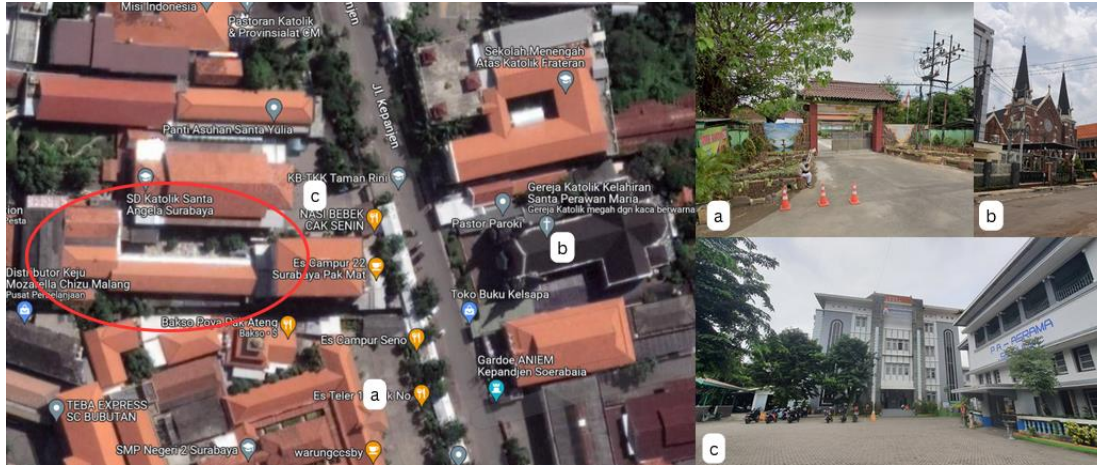 Misi Indonesia
Pastoran Katolik
& Provinsialat CM
Jl. Kepanjen
Sekolah Menengah
Atas Katolik Frateran
Panti Asuhan Santa Yulia
KB-TKK Taman Rini
SD Katolik Santa
Angela Surabaya
c
NASI BEBEK
CAK SENIN
Gereja Katolik Kelahiran
Santa Perawan Maria
Gereja Katolik megah dgn kaca berwarna
Pastor Paroki
b
Es Campur 22
Surabaya Pak Mat
Distributor Keju
Mozarella Chizu Malang
Pusat Perbelanjaan
Toko Buku Kelsapa
Bakso
Pak Ateng
Es Campur Seno
Gardoe ANIEM
Kepandjen Soerabaia
a
Es Teler
No
TEBA EXPRESS
SC BUBUTAN
SMP Negeri 2 Surabaya
warungccsby
a
b
c